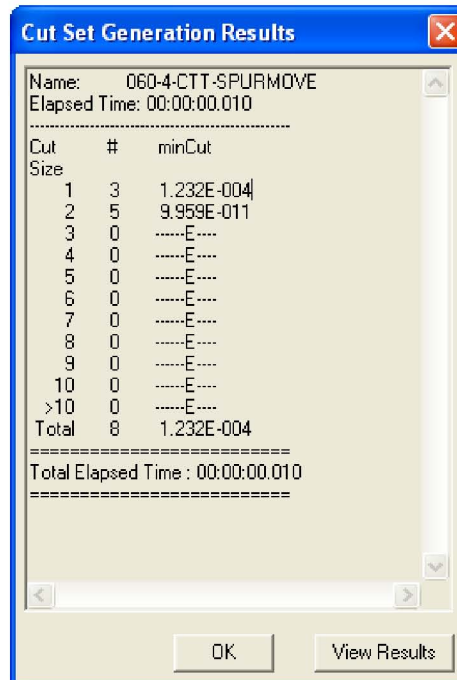 Cut Set Generation Results
Name: 060-4-CTT-SPURMOVE
Elapsed Time: 00:00:00.010
--------------------------------------------------
Cut # minCut
Size
1 3 1.232E-004
2 5 9.959E-011
3 0 ------E----
4 0 ------E----
5 0 ------E----
6 0 ------E----
7 0 ------E----
8 0 ------E----
9 0 ------E----
10 0 ------E----
>10 0 ------E----
Total 8 1.232E-004
==========================
Total Elapsed Time : 00:00:00.010
==========================
OK View Results